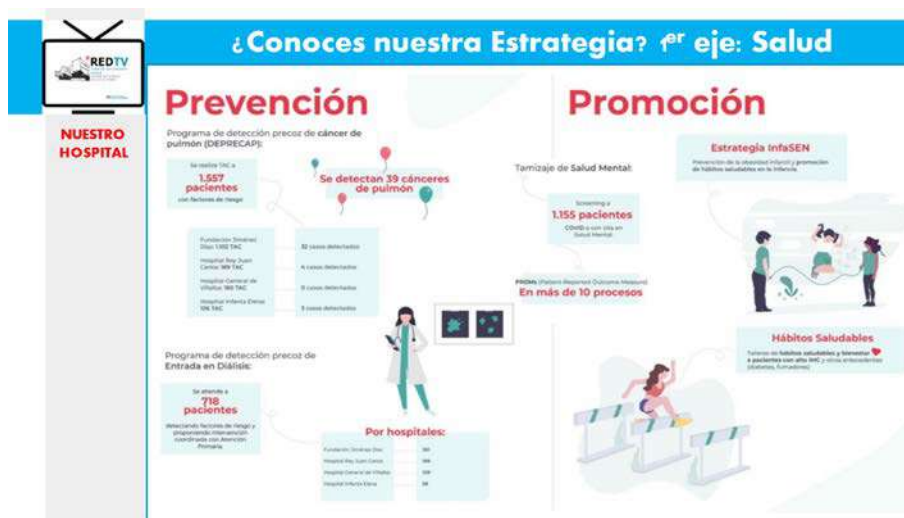 ¿Conoces nuestra Estrategia? 1er eje: Salud
REDTV
NUESTRO
HOSPITAL
Prevención
Programa de detección precoz de cáncer de
pulmón (DEPRECAP):
Se realiza TAC a
1.557
pacientes
con factores de riesgo
Se detectan 39 cánceres
de pulmón
Fundación Jiménez
Díaz: TAC
32 casos detectados
Hospital Rey Juan
Carlos: TAC
4 casos detectados
Hospital General de
Villalba: TAC
0 casos detectados
Hospital Infanta Elena:
TAC
3 casos detectados
Programa de detección precoz de
Entrada en Diálisis:
Se atiende a
718
pacientes
detectando factores de riesgo y
proponiendo intervención
coordinada con Atención
Primaria.
Por hospitales:
Fundación Jiménez Díaz
Hospital Rey Juan Carlos
Hospital General de Villalba
Hospital Infanta Elena
Promoción
Tamizaje de Salud Mental:
Screening a
1.155 pacientes
COVID-a con cita en
Salud Mental
PROMs (Patient Reported Outcome Measure)
En más de 10 procesos
Estrategia InfaSEN
Prevención de la obesidad infantil y promoción
de hábitos saludables en la infancia.
Hábitos Saludables
Talleres de hábitos saludables y bienestar
a pacientes con alto IMC y otros antecedentes
(diabetes, fumadores)